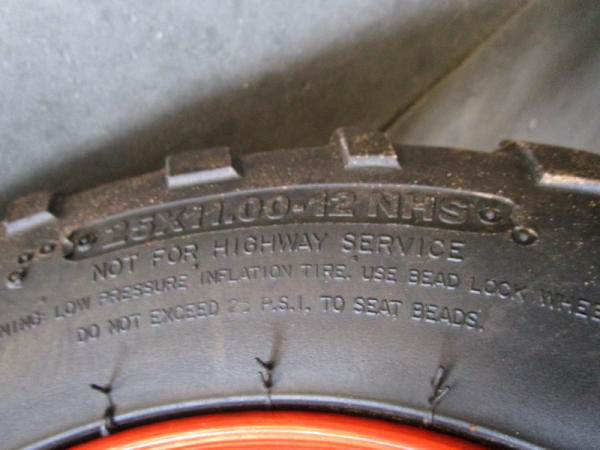 25X11.00-12 NHS
NOT FOR HIGHWAY SERVICE
LOW PRESSURE INFLATION TIRE. USE BEAD LOCK
DO NOT EXCEED 25 P.S.I. TO SEAT BEADS.